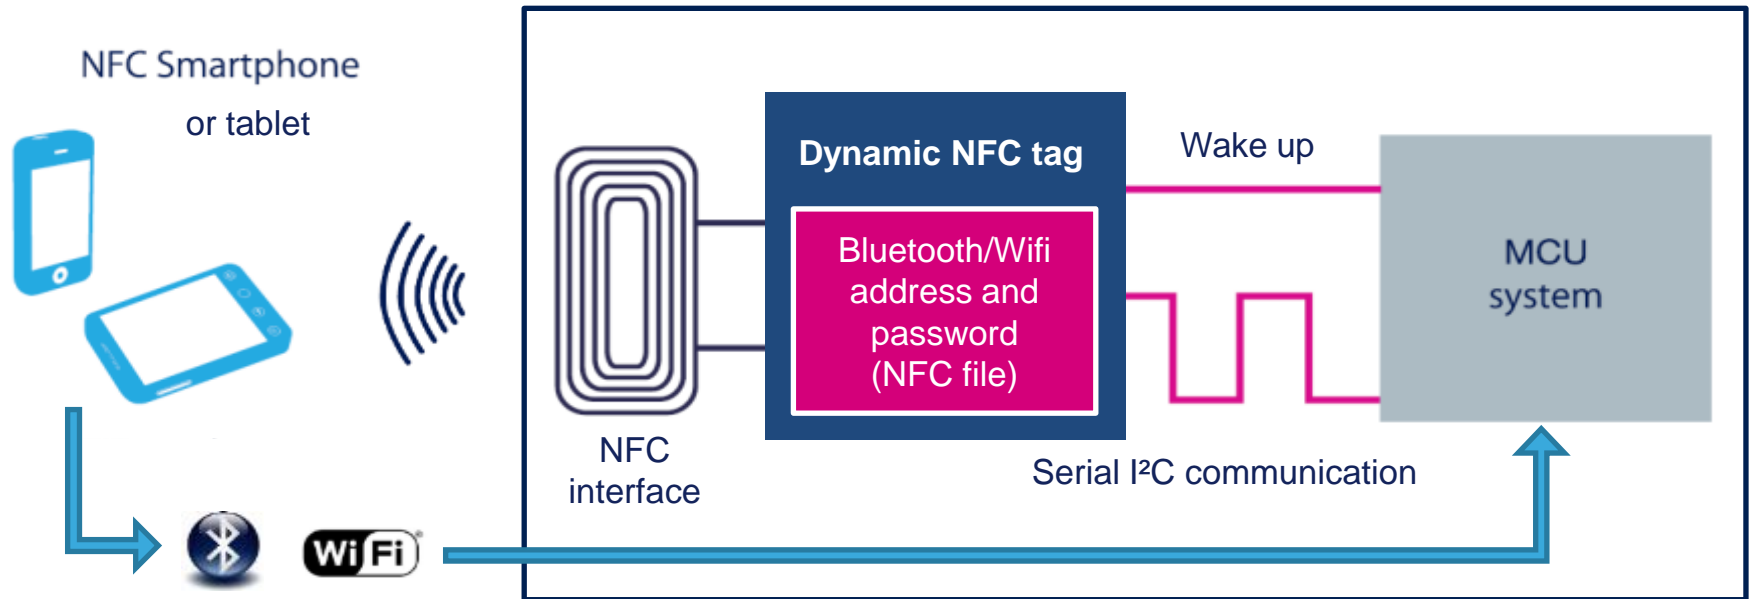 NFC Smartphone
or tablet
Dynamic NFC tag
Bluetooth/Wifi
address and
password
(NFC file)
Wake up
MCU
system
NFC
interface
Serial I²C communication
WiFi